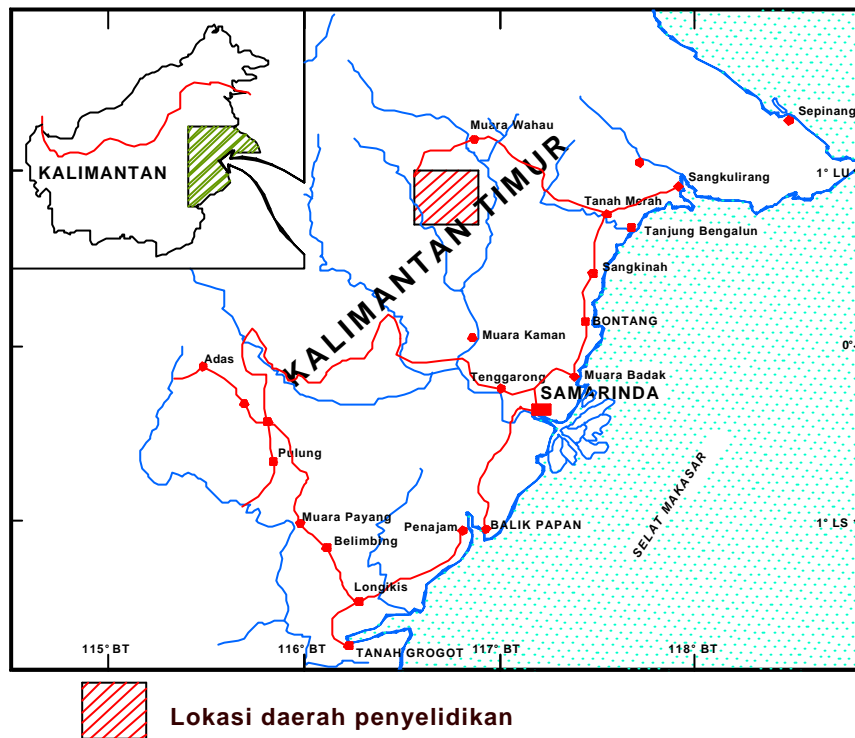 Sepinang
Muara Wahau
KALIMANTAN
1° LU
Sangkulirang
Tanah Merah
Tanjung Bengalun
KALIMANTAN TIMUR
Sangkinah
BONTANG
Muara Kaman
0°
Adas
Tenggarong
Muara Badak
SAMARINDA
Pulung
SELAT MAKASAR
Muara Payang
Penajam
BALIK PAPAN
1° LS
Belimbing
Longikis
TANAH GROGOT
115° BT
116° BT
117° BT
118° BT
Lokasi daerah penyelidikan